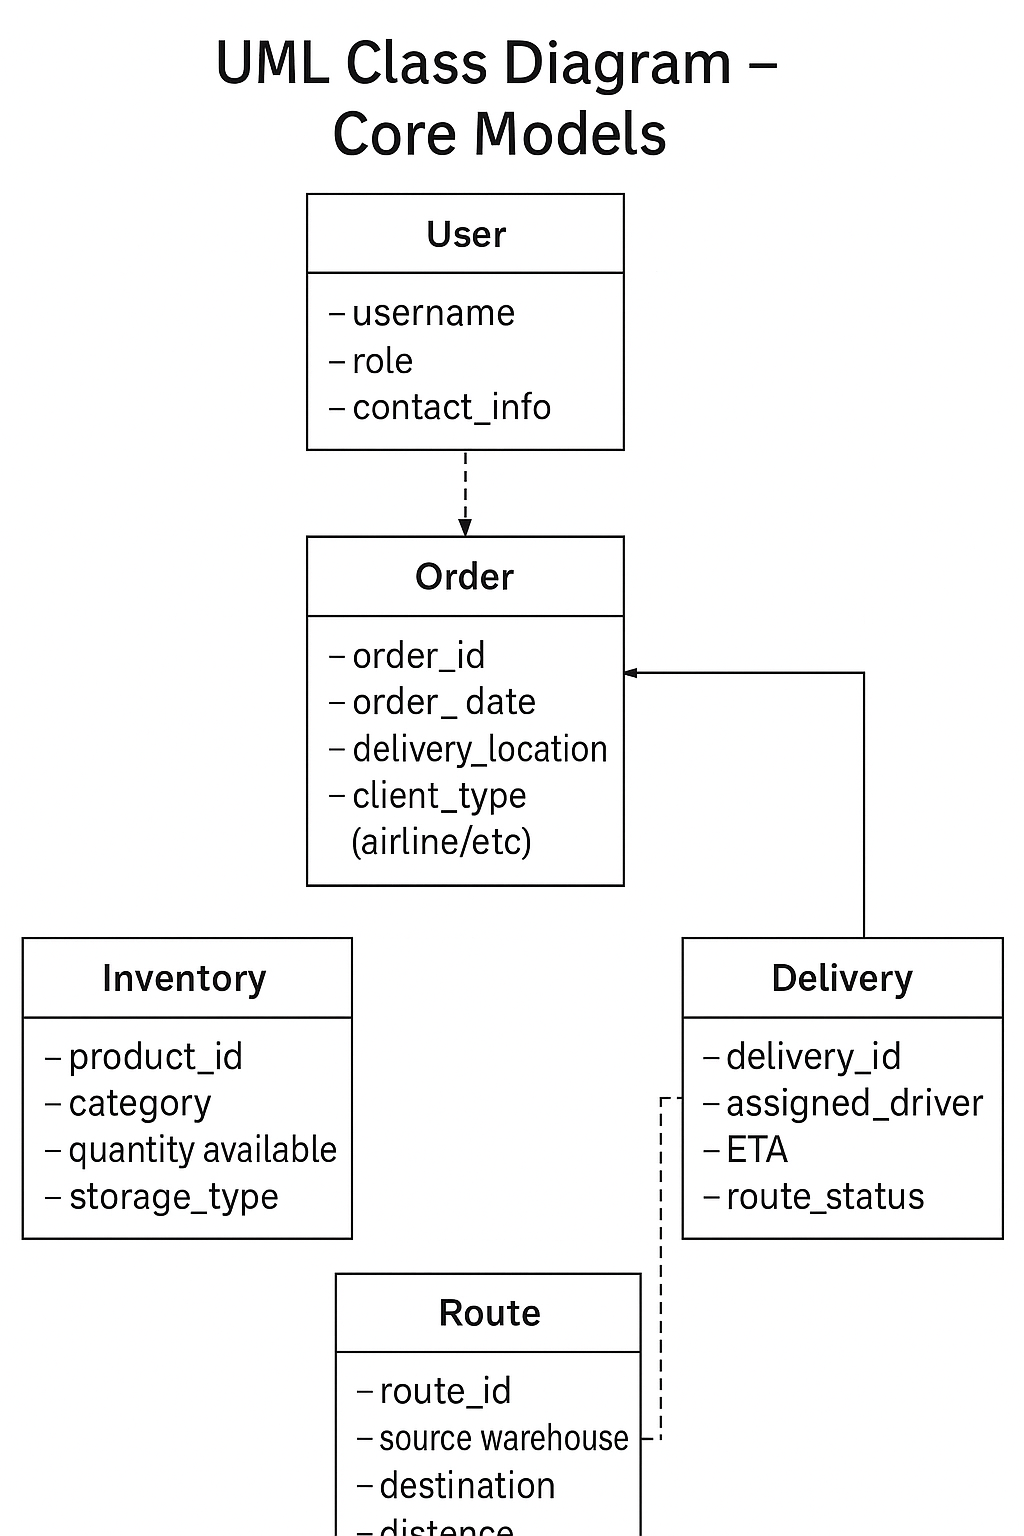 UML Class Diagram –
Core Models
User
– username
– role
– contact_info
Order
– order_id
– order_ date
– delivery_location
– client_type
(airline/etc)
Inventory
– product_id
– category
– quantity available
– storage_type
Delivery
– delivery_id
– assigned_driver
– ETA
– route_status
Route
– route_id
– source warehouse
– destination
– distence